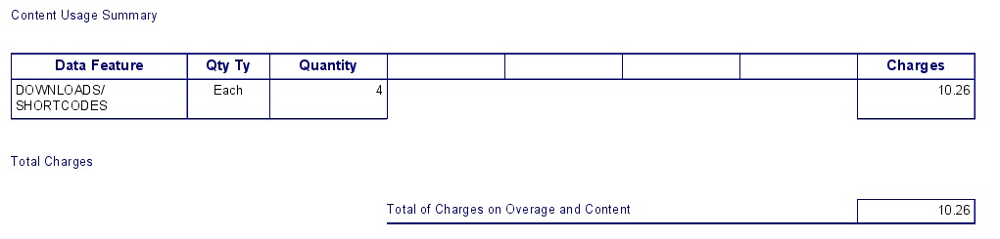 Content Usage Summary
Data Feature Qty Ty Quantity Charges
DOWNLOADS/ Each 4 10.26
SHORTCODES
Total Charges
Total of Charges on Overage and Content 10.26